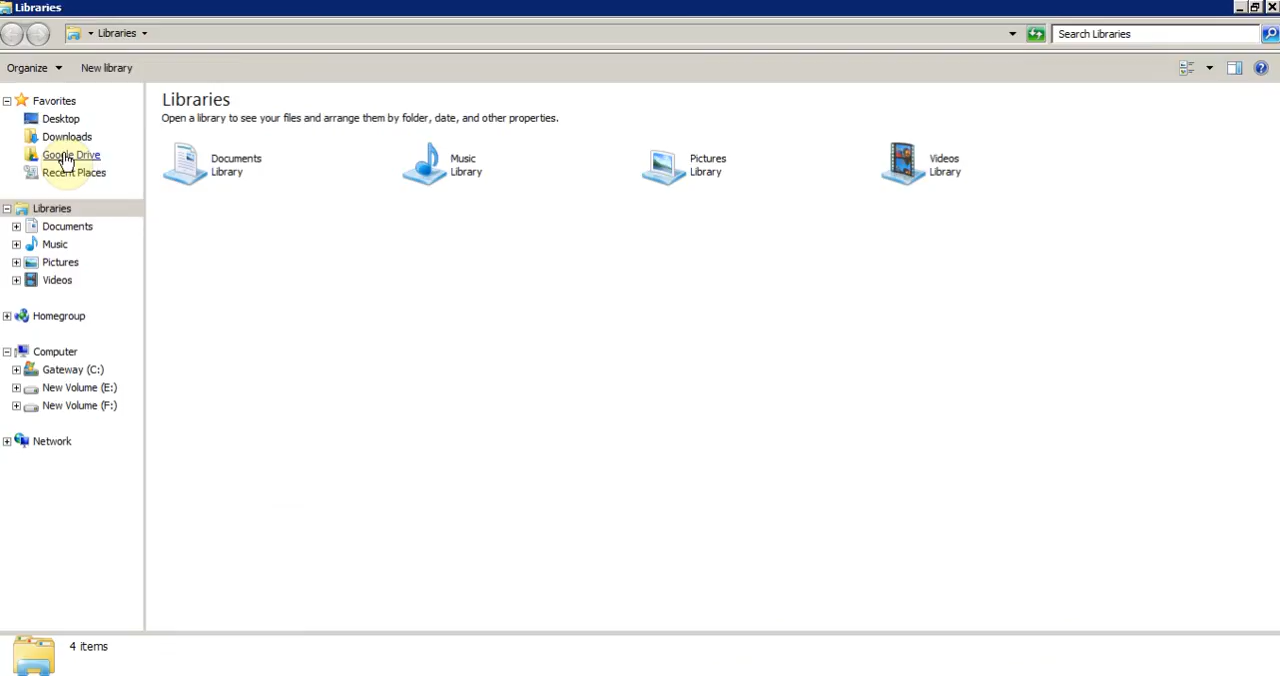 Libraries
Libraries
Search Libraries
Organize
New library
Favorites
Desktop
Downloads
Google Drive
Recent Places
Libraries
Documents
Music
Pictures
Videos
Homegroup
Computer
Gateway (C:)
New Volume (E:)
New Volume (F:)
Network
Libraries
Open a library to see your files and arrange them by folder, date, and other properties.
Documents
Library
Music
Library
Pictures
Library
Videos
Library
4 items